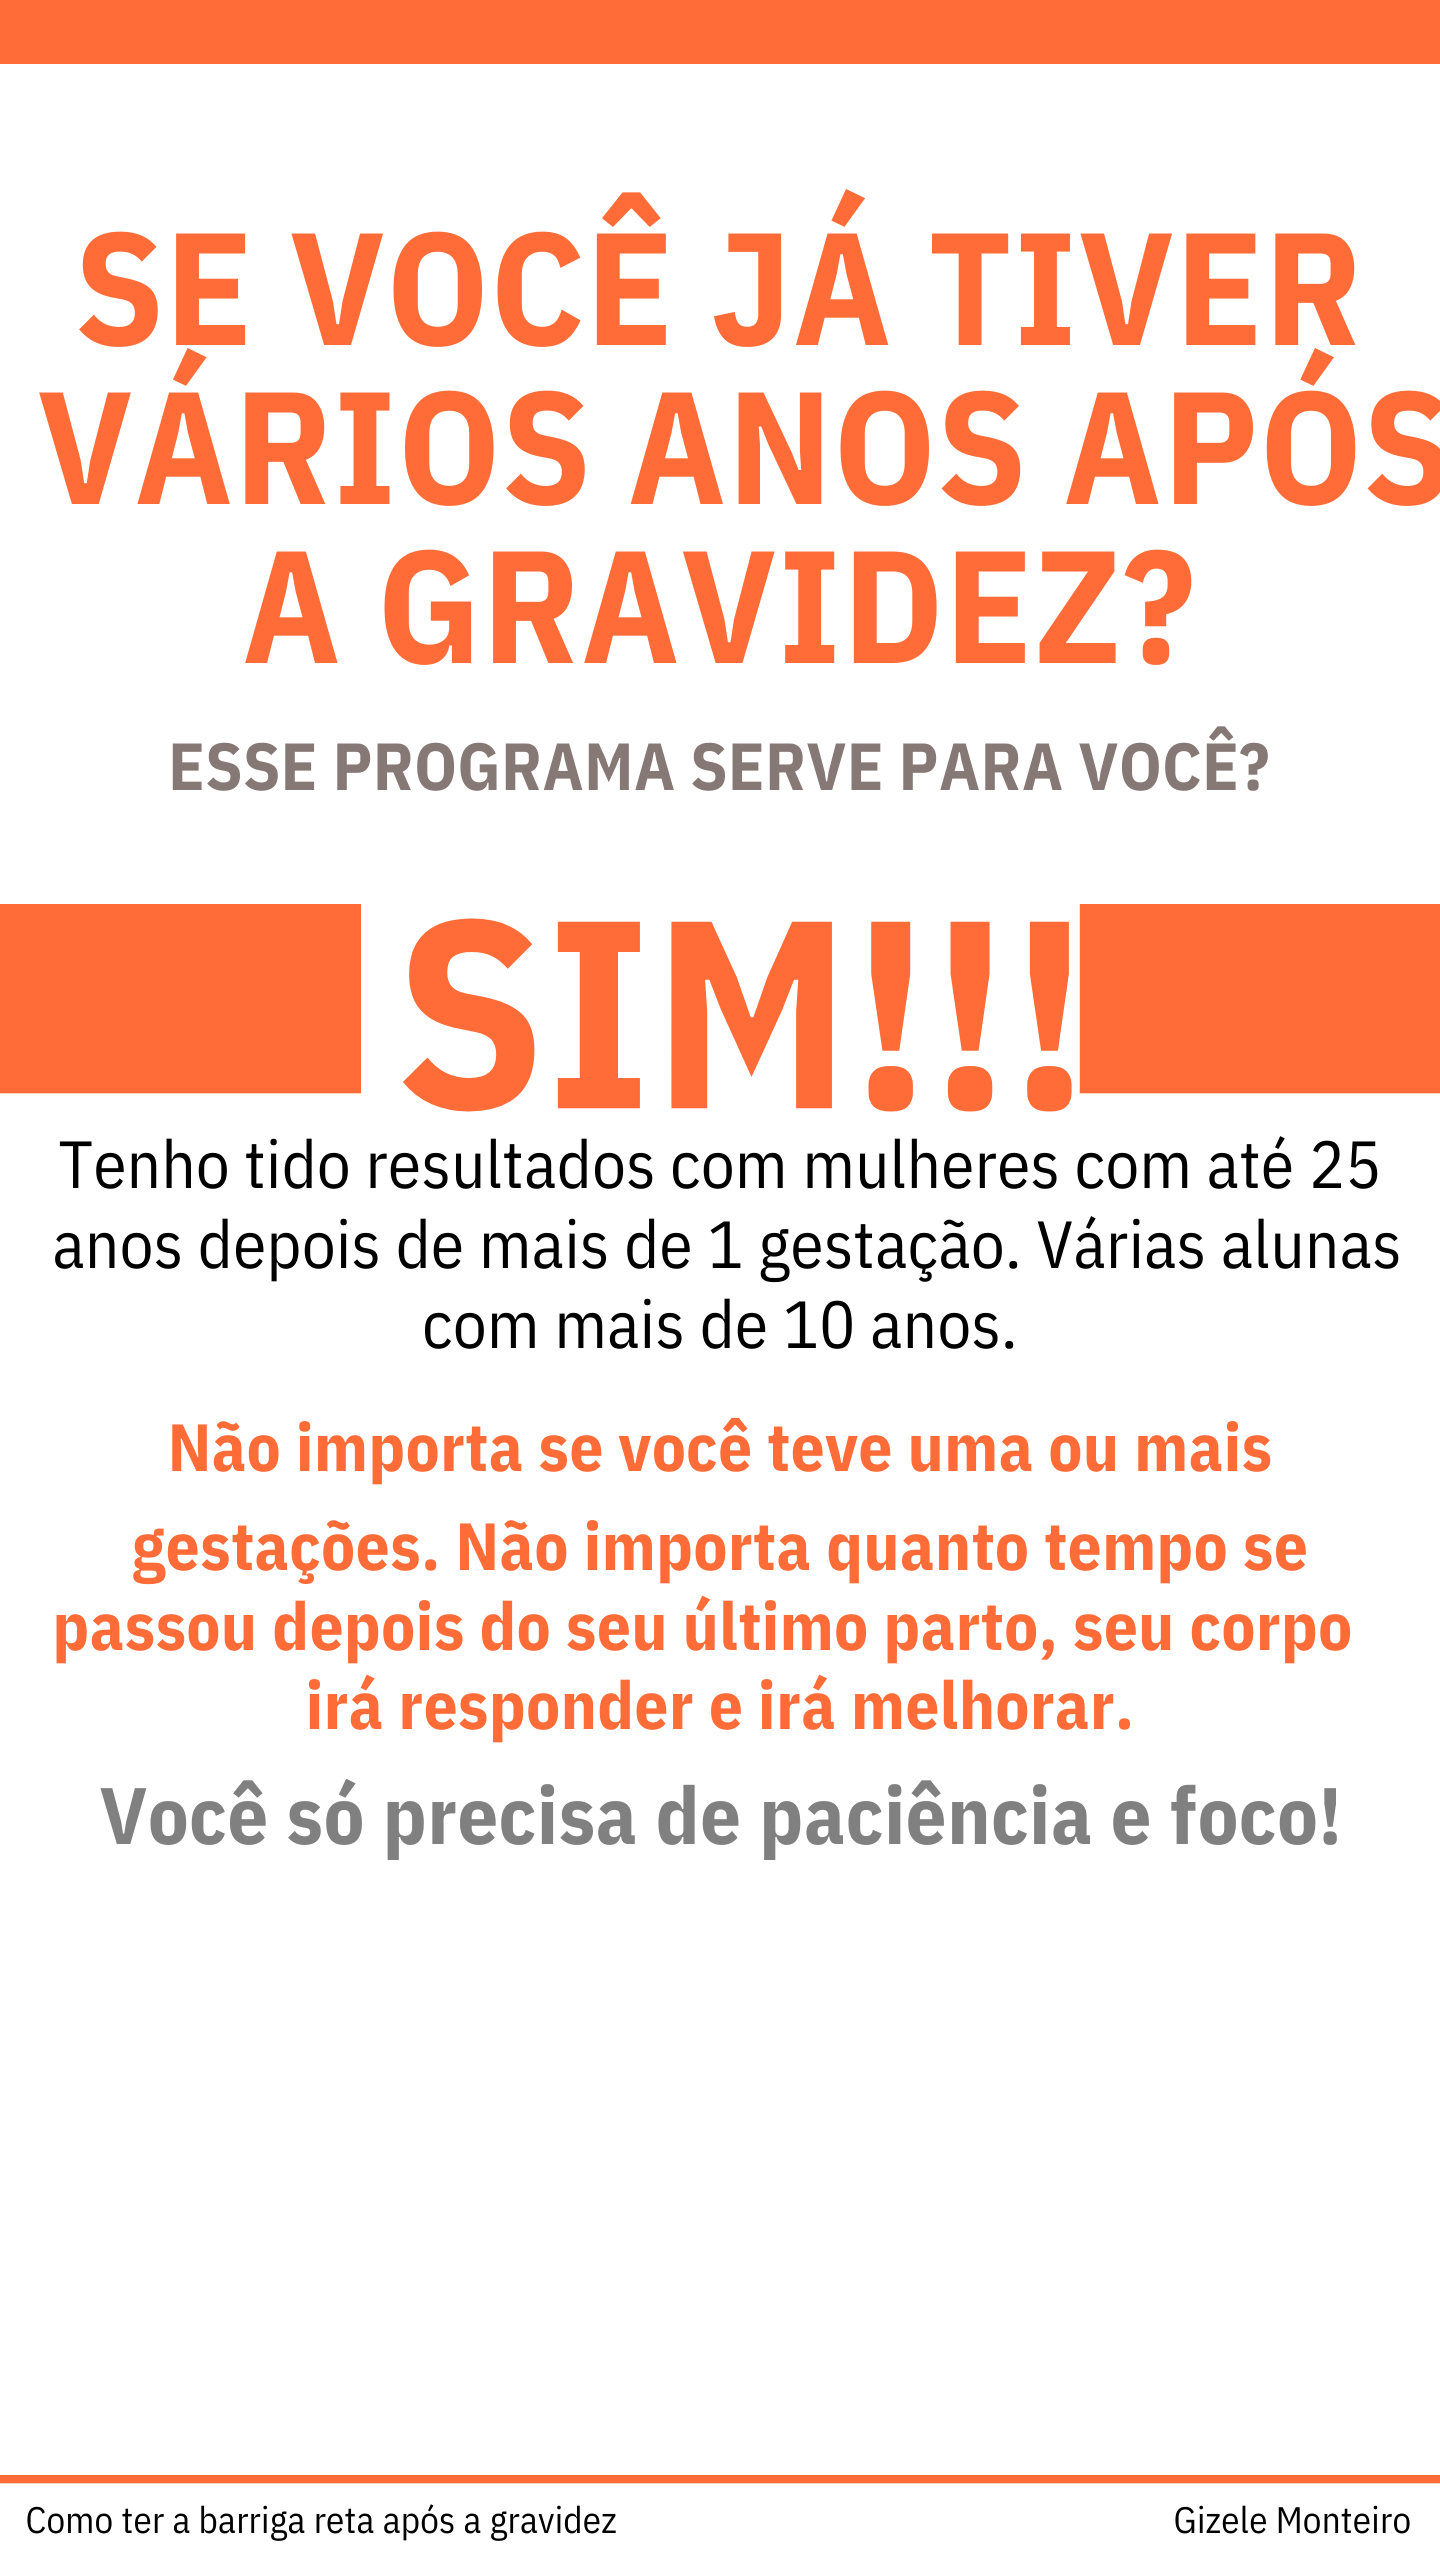 SE VOCÊ JÁ TIVER
VÁRIOS ANOS APÓS
A GRAVIDEZ?
ESSE PROGRAMA SERVE PARA VOCÊ?
SIM!!!
Tenho tido resultados com mulheres com até 25
anos depois de mais de 1 gestação. Várias alunas
com mais de 10 anos.
Não importa se você teve uma ou mais
gestações. Não importa quanto tempo se
passou depois do seu último parto, seu corpo
irá responder e irá melhorar.
Você só precisa de paciência e foco!
Como ter a barriga reta após a gravidez
Gizele Monteiro